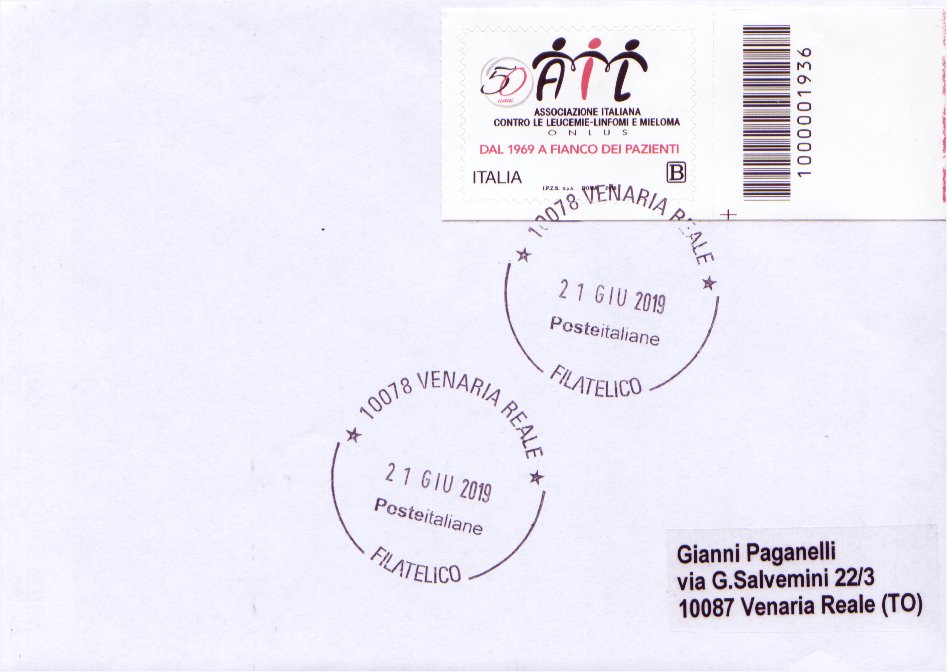 50
anni
AIL
ASSOCIAZIONE ITALIANA
CONTRO LE LEUCEMIE-LINFOMI E MIELOMA
ONLUS
DAL 1969 A FIANCO DEI PAZIENTI
ITALIA
B
I.P.Z.S. S.p.A.
1000001936
10078 VENARIA REALE
21 GIU 2019
Posteitaliane
FILATELICO
10078 VENARIA REALE
21 GIU 2019
Posteitaliane
FILATELICO
Gianni Paganelli
via G.Salvemini 22/3
10087 Venaria Reale (TO)